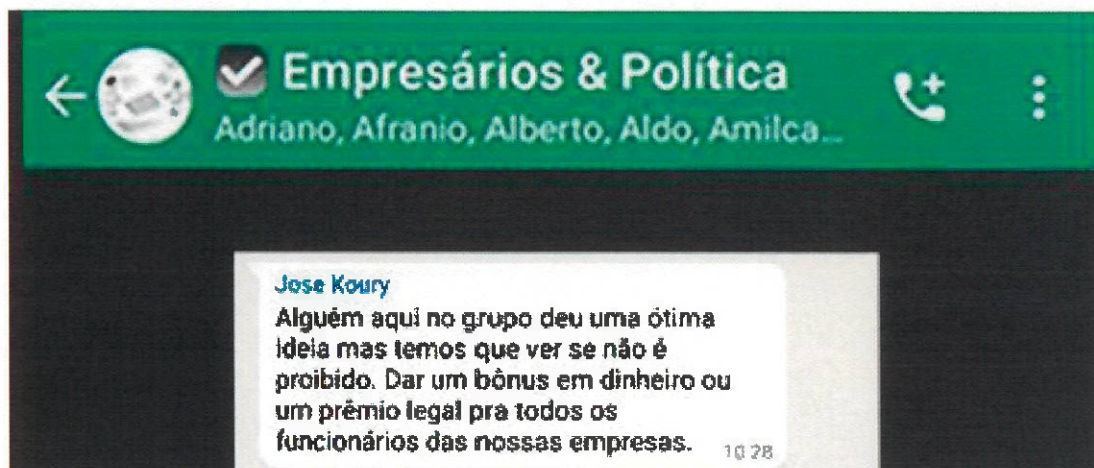 Empresários & Política
Adriano, Afranio, Alberto, Aldo, Amilca...
Jose Koury
Alguém aqui no grupo deu uma ótima
ideia mas temos que ver se não é
proibido. Dar um bônus em dinheiro ou
um prêmio legal pra todos os
funcionários das nossas empresas.
10:28